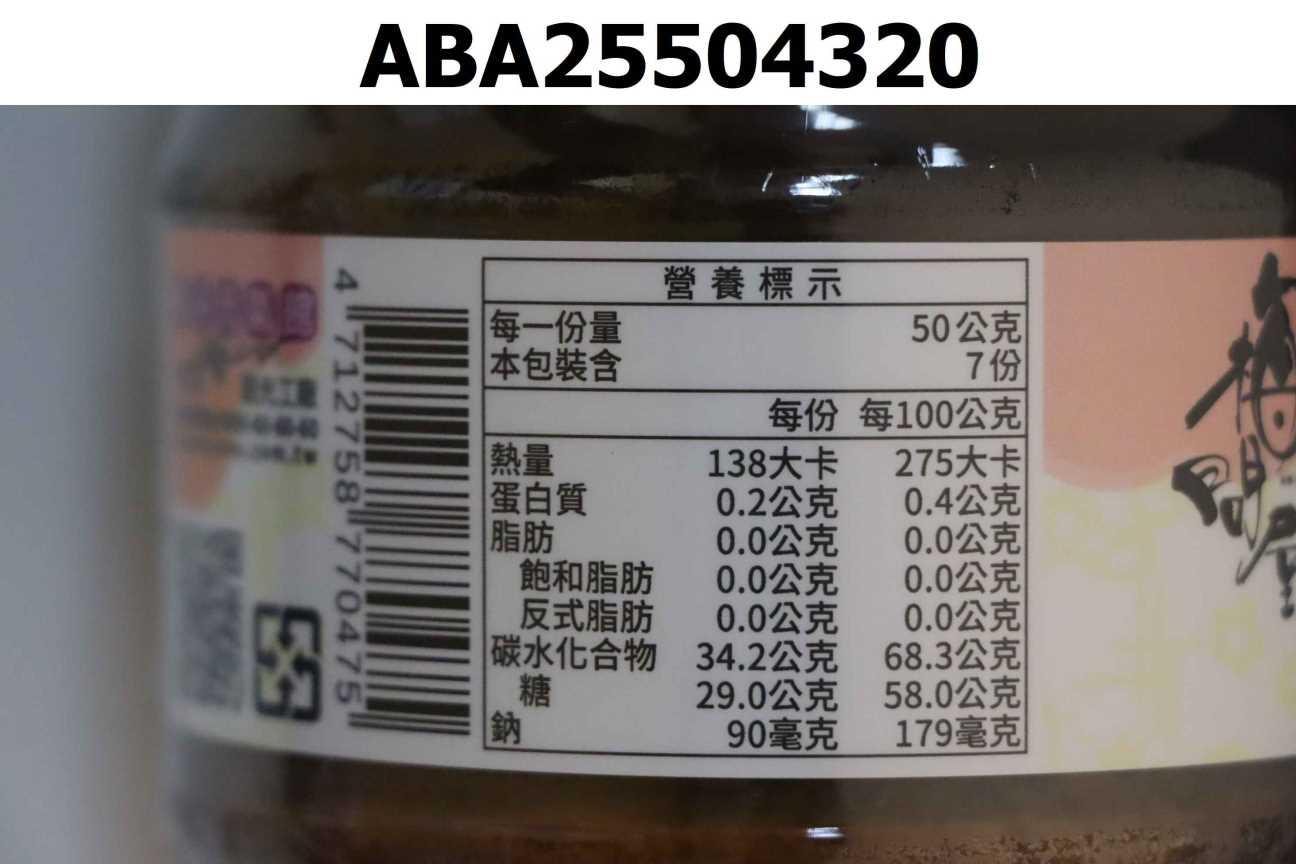 ABA25504320
營養標示
每一份量 50公克
本包裝含 7份
每份 每100公克
熱量 138大卡 275大卡
蛋白質 0.2公克 0.4公克
脂肪 0.0公克 0.0公克
飽和脂肪 0.0公克 0.0公克
反式脂肪 0.0公克 0.0公克
碳水化合物 34.2公克 68.3公克
糖 29.0公克 58.0公克
鈉 90毫克 179毫克
4 712758 770475
梅問屋